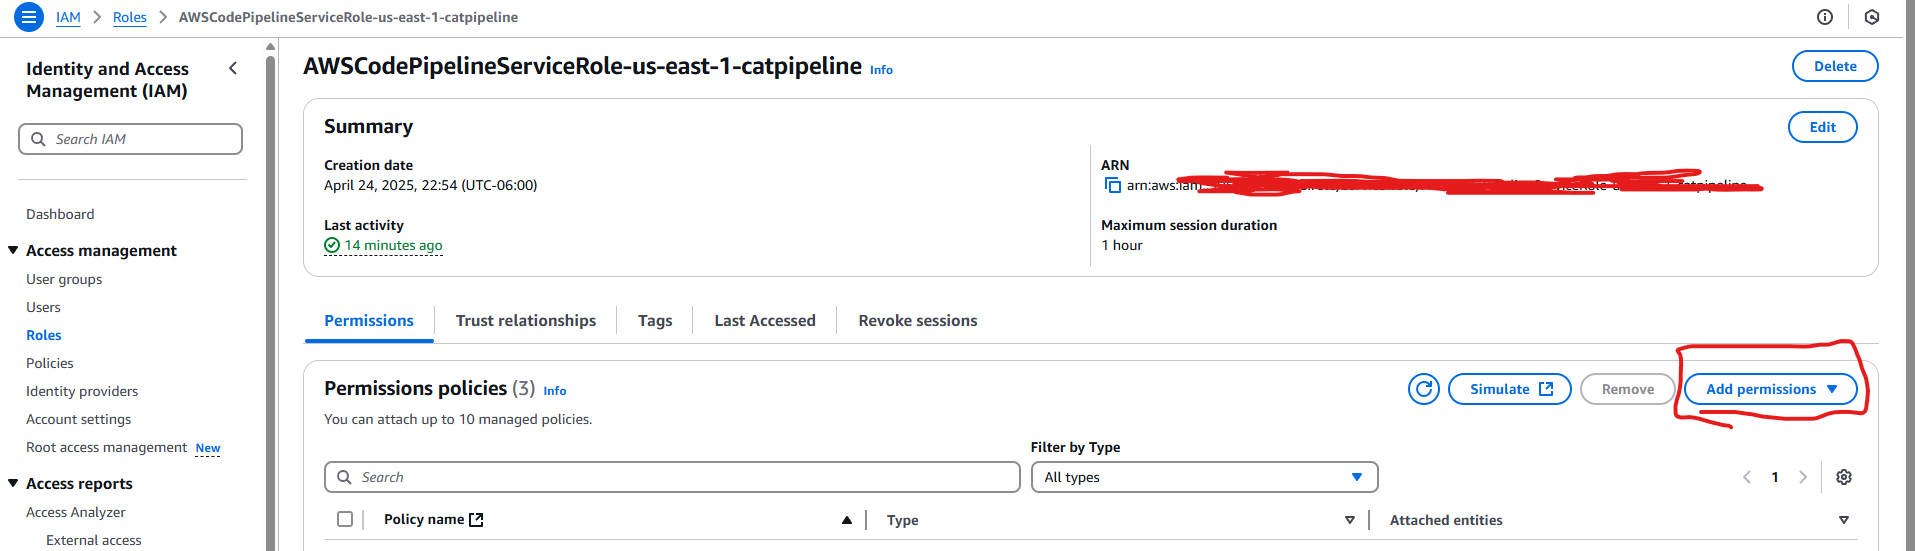 IAM > Roles > AWSCodePipelineServiceRole-us-east-1-catpipeline
Identity and Access
Management (IAM)
Search IAM
Dashboard
Access management
User groups
Users
Roles
Policies
Identity providers
Account settings
Root access management New
Access reports
Access Analyzer
External access
AWSCodePipelineServiceRole-us-east-1-catpipeline Info
Delete
Summary
Edit
Creation date
April 24, 2025, 22:54 (UTC-06:00)
ARN
arn:aws:iam:
Last activity
14 minutes ago
Maximum session duration
1 hour
Permissions
Trust relationships
Tags
Last Accessed
Revoke sessions
Permissions policies (3) Info
Simulate
Remove
Add permissions
You can attach up to 10 managed policies.
Filter by Type
Search
All types
1
Policy name
Type
Attached entities